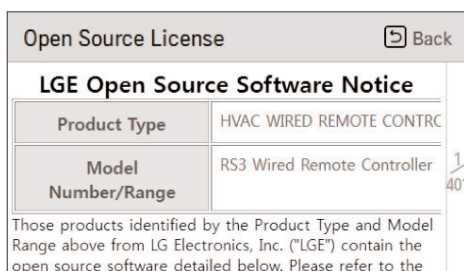 Open Source License
Back
LGE Open Source Software Notice
Product Type
HVAC WIRED REMOTE CONTRC
Model
Number/Range
RS3 Wired Remote Controller
1
401
Those products identified by the Product Type and Model
Range above from LG Electronics, Inc. ("LGE") contain the
open source software detailed below. Please refer to the